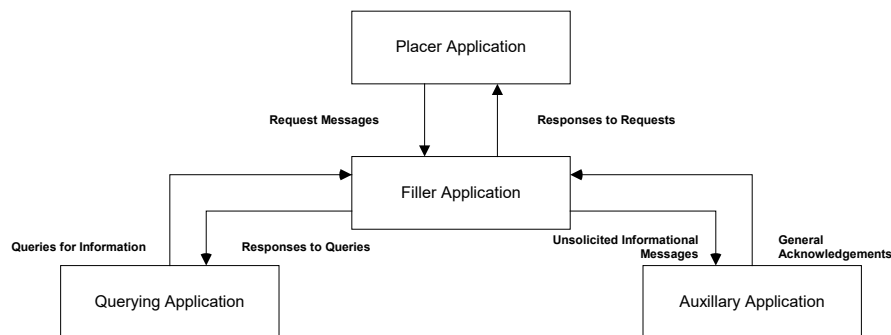 Placer Application
Request Messages
Responses to Requests
Filler Application
Queries for Information
Responses to Queries
Unsolicited Informational
Messages
General
Acknowledgements
Querying Application
Auxillary Application